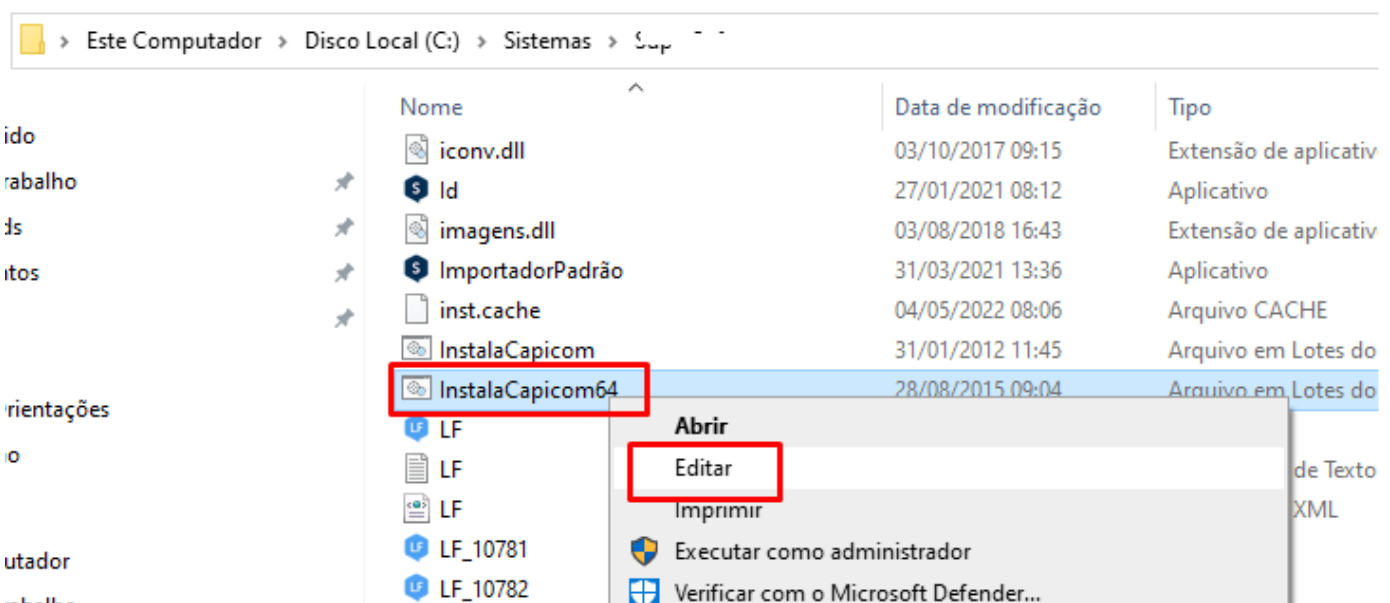 Este Computador > Disco Local (C:) > Sistemas >
Nome Data de modificação Tipo
iconv.dll 03/10/2017 09:15 Extensão de aplicativ
Id 27/01/2021 08:12 Aplicativo
imagens.dll 03/08/2018 16:43 Extensão de aplicativ
ImportadorPadrão 31/03/2021 13:36 Aplicativo
inst.cache 04/05/2022 08:06 Arquivo CACHE
InstalaCapicom 31/01/2012 11:45 Arquivo em Lotes do
InstalaCapicom64 28/08/2015 09:04 Arquivo em Lotes do
LF
LF de Texto
LF XML
LF_10781
LF_10782
ido
rabalho
ds
ntos
rientações
io
utador
Abrir
Editar
Imprimir
Executar como administrador
Verificar com o Microsoft Defender...